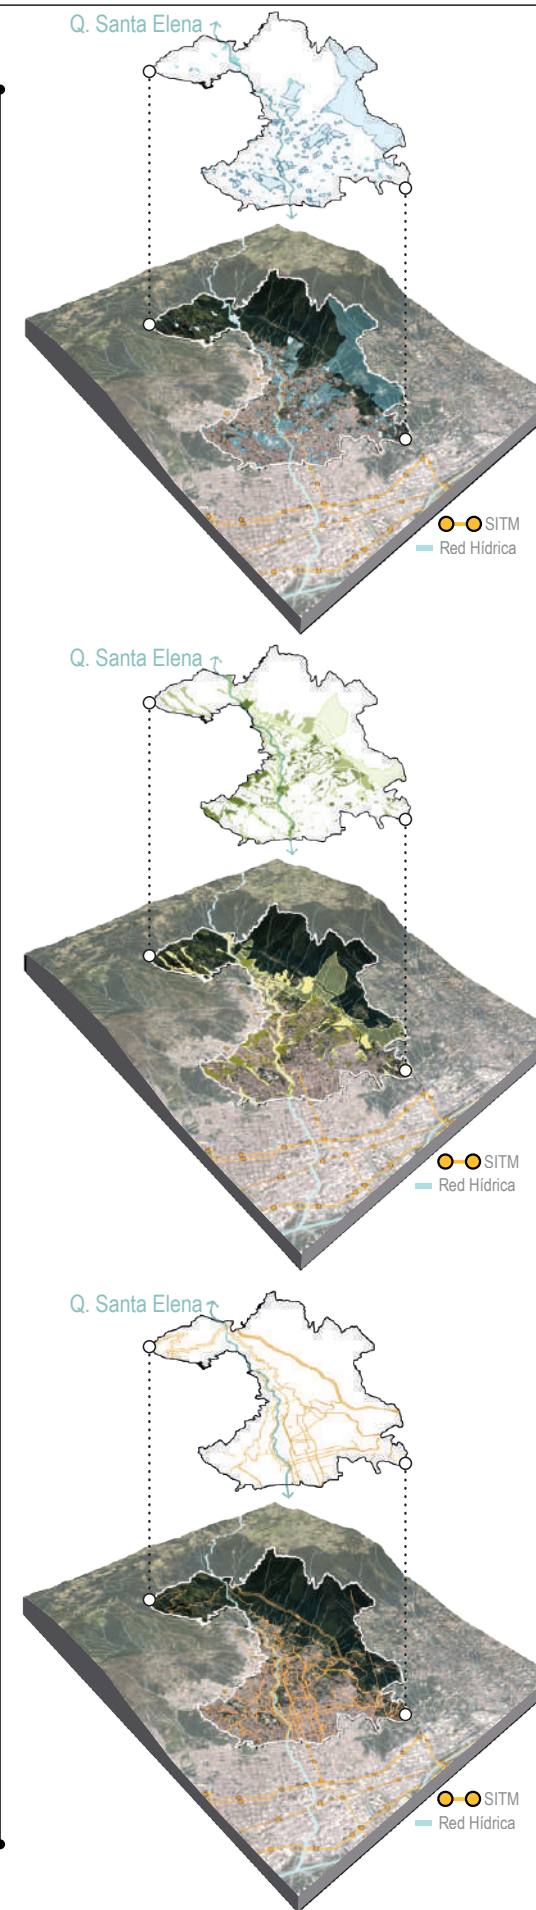 Q. Santa Elena
SITM
Red Hídrica
Q. Santa Elena
SITM
Red Hídrica
Q. Santa Elena
SITM
Red Hídrica